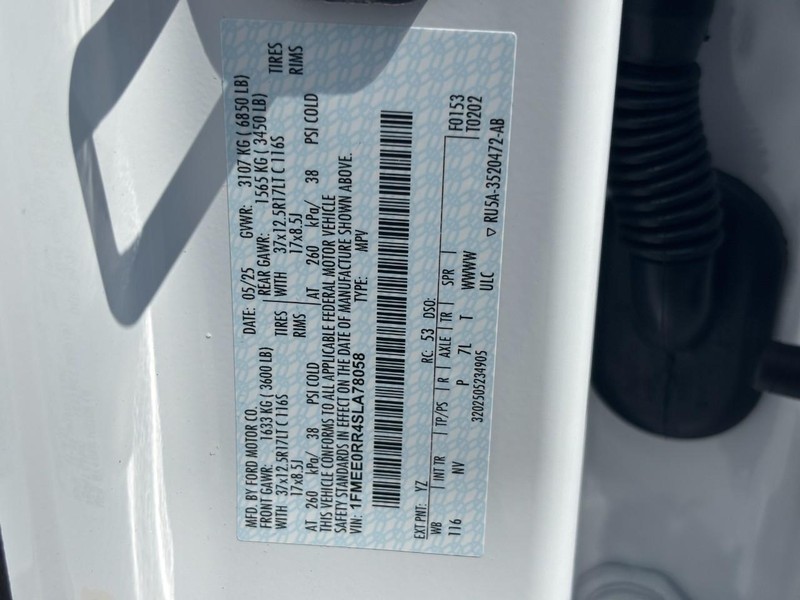 MFD. BY FORD MOTOR CO.
DATE: 05/25 GVWR: 3107 KG ( 6850 LB)
FRONT GAWR: 1633 KG ( 3600 LB) REAR GAWR: 1565 KG ( 3450 LB)
WITH 37x12.5R17LT C 116S TIRES WITH 37x12.5R17LT C 116S TIRES
17x8.5J RIMS 17x8.5J RIMS
AT 260 kPa/ 38 PSI COLD AT 260 kPa/ 38 PSI COLD
THIS VEHICLE CONFORMS TO ALL APPLICABLE FEDERAL MOTOR VEHICLE
SAFETY STANDARDS IN EFFECT ON THE DATE OF MANUFACTURE SHOWN ABOVE.
VIN: 1FMEE0RR4SLA78058 TYPE: MPV
EXT PNT: YZ RC: 53 DSO: F0153
WB INT TR TP/PS R AXLE TR SPR T0202
116 NV P 7L T WWWW
3202505234905 ULC ▽ RU5A-3520472-AB